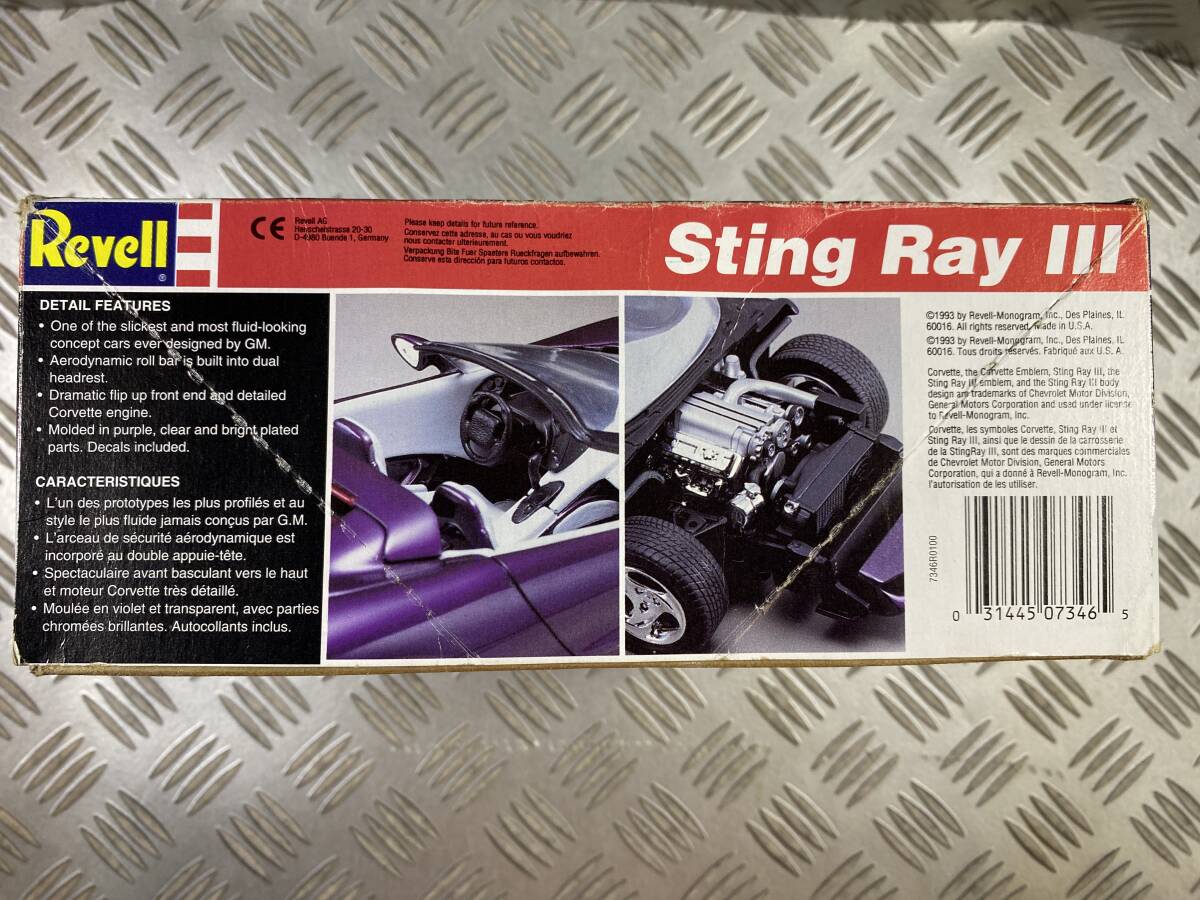 Revell
®
CE
Revell AG
Henschelstrasse 20-30
D-4980 Buende 1, Germany
Please keep details for future reference.
Conservez cette adresse, au cas ou vous voudriez
nous contacter ulterieurement.
Verpackung Bite Fuer Spaeters Rueckfragen aufbewahren.
Conserve esta dirección para futuros contactos.
Sting Ray III
DETAIL FEATURES
• One of the slickest and most fluid-looking
concept cars ever designed by GM.
• Aerodynamic roll bar is built into dual
headrest.
• Dramatic flip up front end and detailed
Corvette engine.
• Molded in purple, clear and bright plated
parts. Decals included.
CARACTERISTIQUES
• L'un des prototypes les plus profilés et au
style le plus fluide jamais conçus par G.M.
• L'arceau de sécurité aérodynamique est
incorporé au double appuie-tête.
• Spectaculaire avant basculant vers le haut
et moteur Corvette très détaillé.
• Moulée en violet et transparent, avec parties
chromées brillantes. Autocollants inclus.
©1993 by Revell-Monogram, Inc., Des Plaines, IL
60016. All rights reserved. Made in U.S.A.
©1993 by Revell-Monogram, Inc., Des Plaines, IL
60016. Tous droits réservés. Fabriqué aux U.S.A.
Corvette, the Corvette Emblem, Sting Ray III, the
Sting Ray III emblem, and the Sting Ray III body
design are trademarks of Chevrolet Motor Division,
General Motors Corporation and used under license
to Revell-Monogram, Inc.
Corvette, les symboles Corvette, Sting Ray III et
Sting Ray III, ainsi que le dessin de la carrosserie
de la StingRay III, sont des marques commerciales
de Chevrolet Motor Division, General Motors
Corporation, qui a donné à Revell-Monogram, Inc.
l'autorisation de les utiliser.
7346R0100
0 31445 07346 5